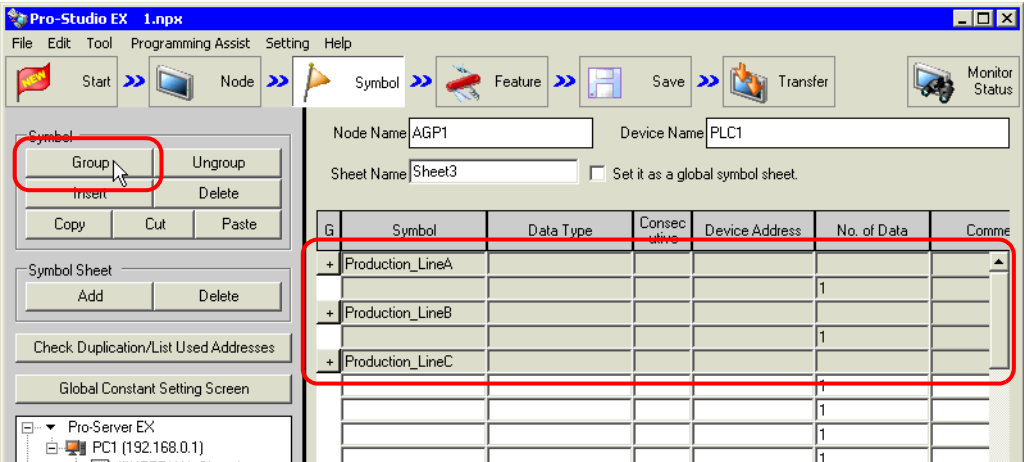 Pro-Studio EX 1.npx
File Edit Tool Programming Assist Setting Help
NEW Start Node Symbol Feature Save Transfer Monitor Status
Symbol
Group Ungroup
Insert Delete
Copy Cut Paste
Symbol Sheet
Add Delete
Check Duplication/List Used Addresses
Global Constant Setting Screen
Pro-Server EX
PC1 (192.168.0.1)
Node Name AGP1 Device Name PLC1
Sheet Name Sheet3 Set it as a global symbol sheet.
G Symbol Data Type Consecutive Device Address No. of Data Comme
+ Production_LineA
1
+ Production_LineB
1
+ Production_LineC
1
1
1
1